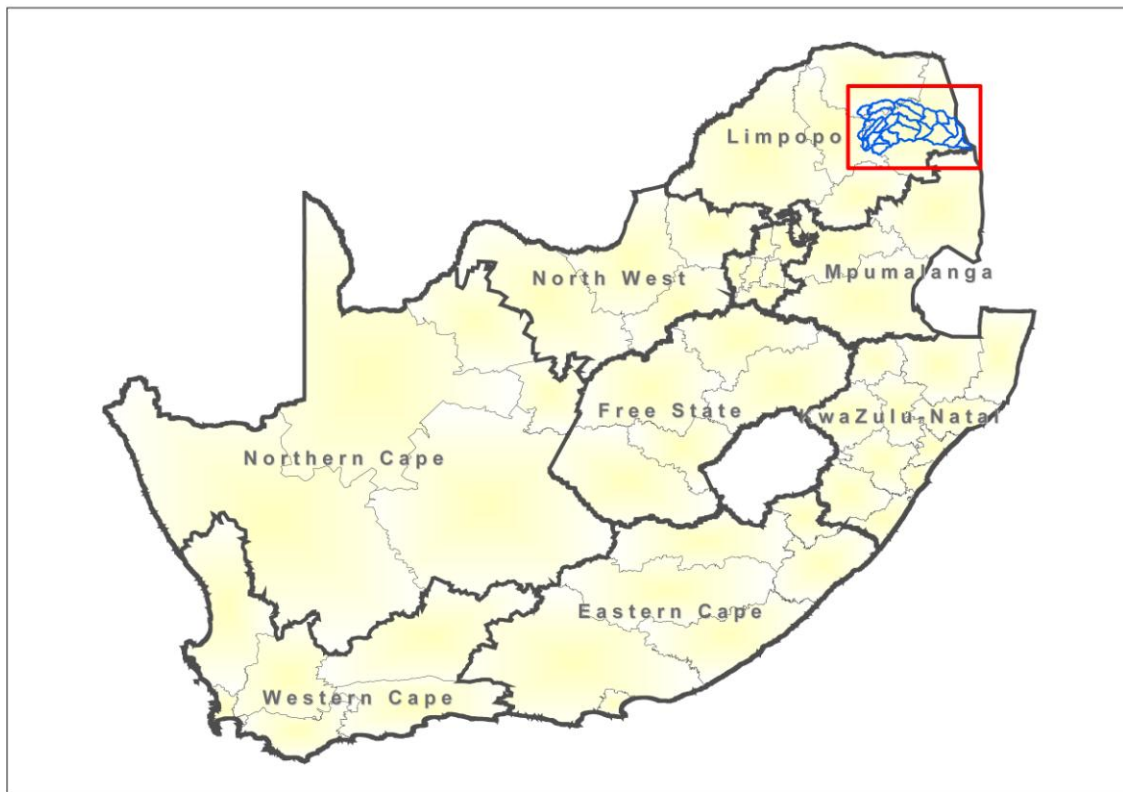 Limpopo
North West
Mpumalanga
Free State
KwaZulu-Natal
Northern Cape
Eastern Cape
Western Cape